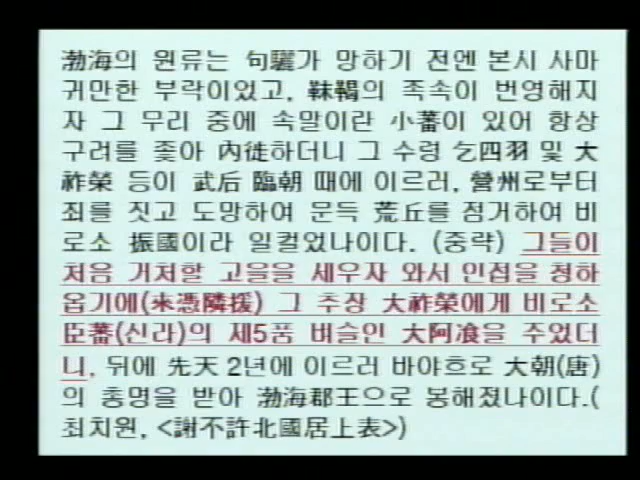 渤海의 원류는 句驪가 망하기 전엔 본시 사마
귀만한 부락이었고, 靺鞨의 족속이 번영해지
자 그 무리 중에 속말이란 小蕃이 있어 항상
구려를 좇아 內徙하더니 그 수령 乞四羽 및 大
祚榮 등이 武后 臨朝 때에 이르러, 營州로부터
죄를 짓고 도망하여 문득 荒丘를 점거하여 비
로소 振國이라 일컬었나이다. (중략) 그들이
처음 거처할 고을을 세우자 와서 인접을 청하
옵기에(來憑隣援) 그 추장 大祚榮에게 비로소
臣蕃(신라)의 제5품 벼슬인 大阿飡을 주었더
니, 뒤에 先天 2년에 이르러 바야흐로 大朝(唐)
의 총명을 받아 渤海郡王으로 봉해졌나이다.(
최치원, <謝不許北國居上表>)